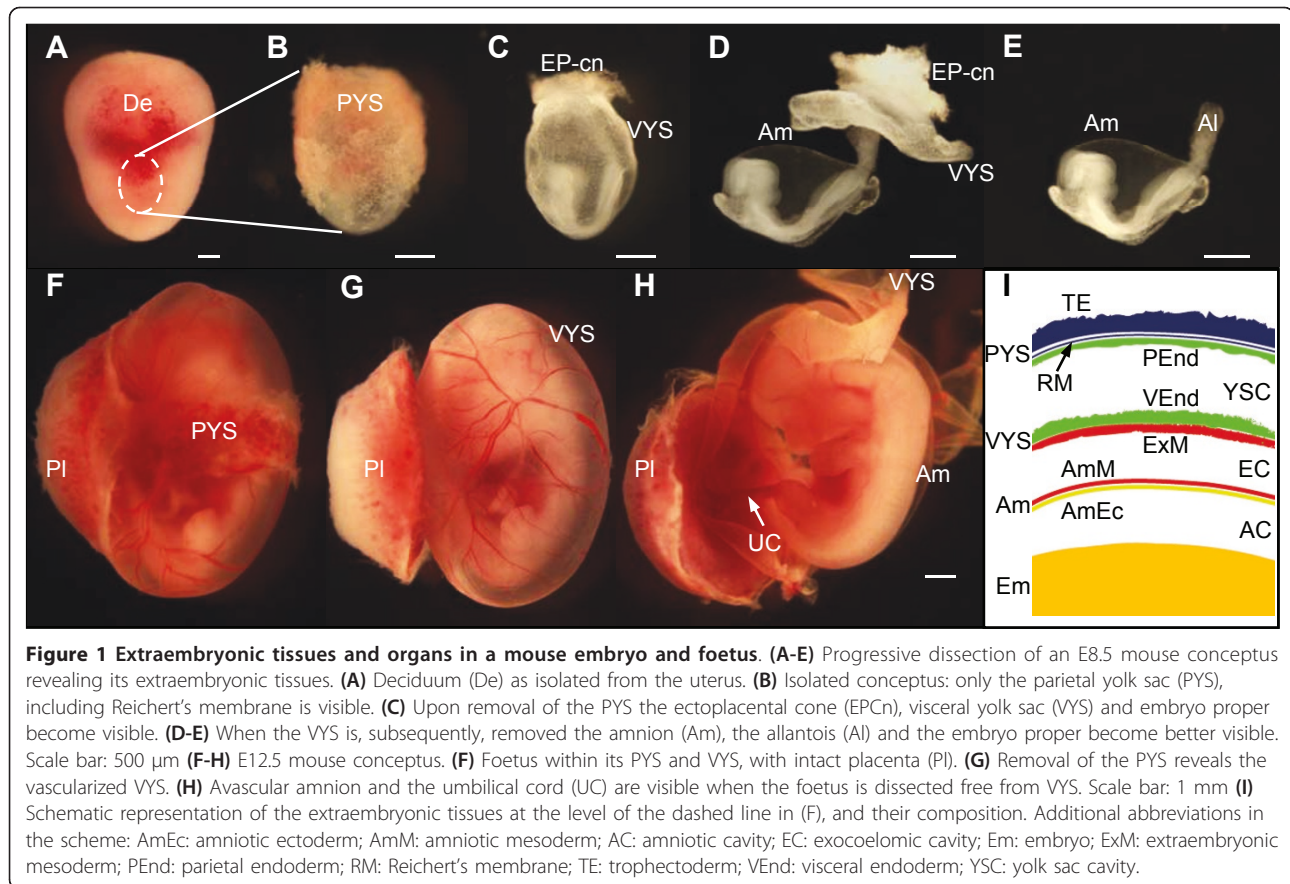 A
De
B
PYS
C
EP-cn
VYS
D
EP-cn
Am
VYS
E
Am
Al
F
PYS
Pl
G
VYS
Pl
H
VYS
Pl
Am
UC
I
TE
PYS
RM
PEnd
YSC
VEnd
VYS
ExM
AmM
EC
Am
AmEc
AC
Em
Figure 1 Extraembryonic tissues and organs in a mouse embryo and foetus. (A-E) Progressive dissection of an E8.5 mouse conceptus
revealing its extraembryonic tissues. (A) Deciduum (De) as isolated from the uterus. (B) Isolated conceptus: only the parietal yolk sac (PYS),
including Reichert's membrane is visible. (C) Upon removal of the PYS the ectoplacental cone (EPCn), visceral yolk sac (VYS) and embryo proper
become visible. (D-E) When the VYS is, subsequently, removed the amnion (Am), the allantois (Al) and the embryo proper become better visible.
Scale bar: 500 μm (F-H) E12.5 mouse conceptus. (F) Foetus within its PYS and VYS, with intact placenta (Pl). (G) Removal of the PYS reveals the
vascularized VYS. (H) Avascular amnion and the umbilical cord (UC) are visible when the foetus is dissected free from VYS. Scale bar: 1 mm (I)
Schematic representation of the extraembryonic tissues at the level of the dashed line in (F), and their composition. Additional abbreviations in
the scheme: AmEc: amniotic ectoderm; AmM: amniotic mesoderm; AC: amniotic cavity; EC: exocoelomic cavity; Em: embryo; ExM: extraembryonic
mesoderm; PEnd: parietal endoderm; RM: Reichert's membrane; TE: trophectoderm; VEnd: visceral endoderm; YSC: yolk sac cavity.